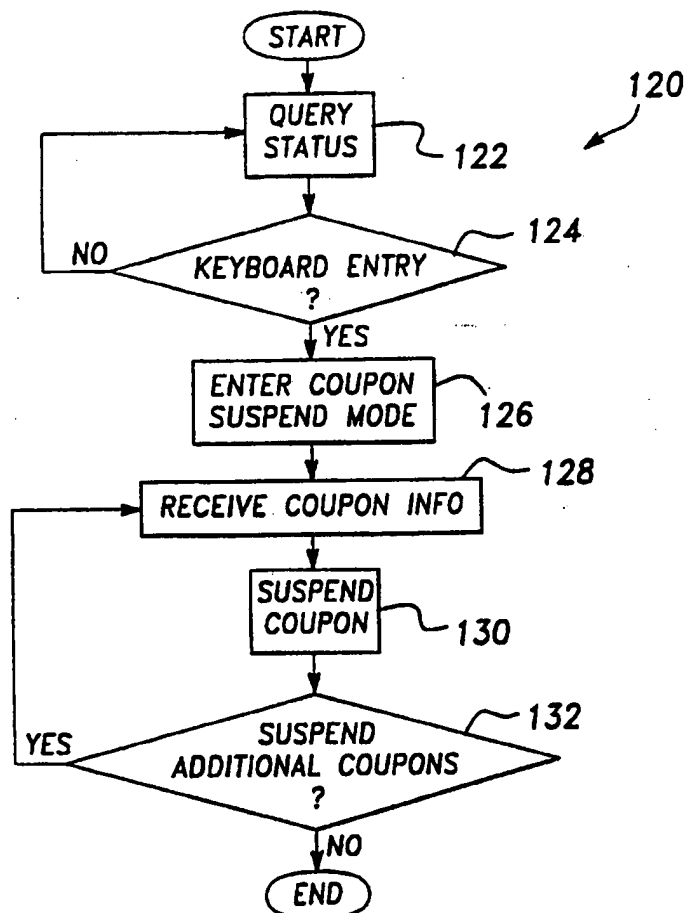 START
120
QUERY
STATUS
122
124
NO
KEYBOARD ENTRY
?
YES
ENTER COUPON
SUSPEND MODE
126
128
RECEIVE COUPON INFO
SUSPEND
COUPON
130
132
YES
SUSPEND
ADDITIONAL COUPONS
?
NO
END